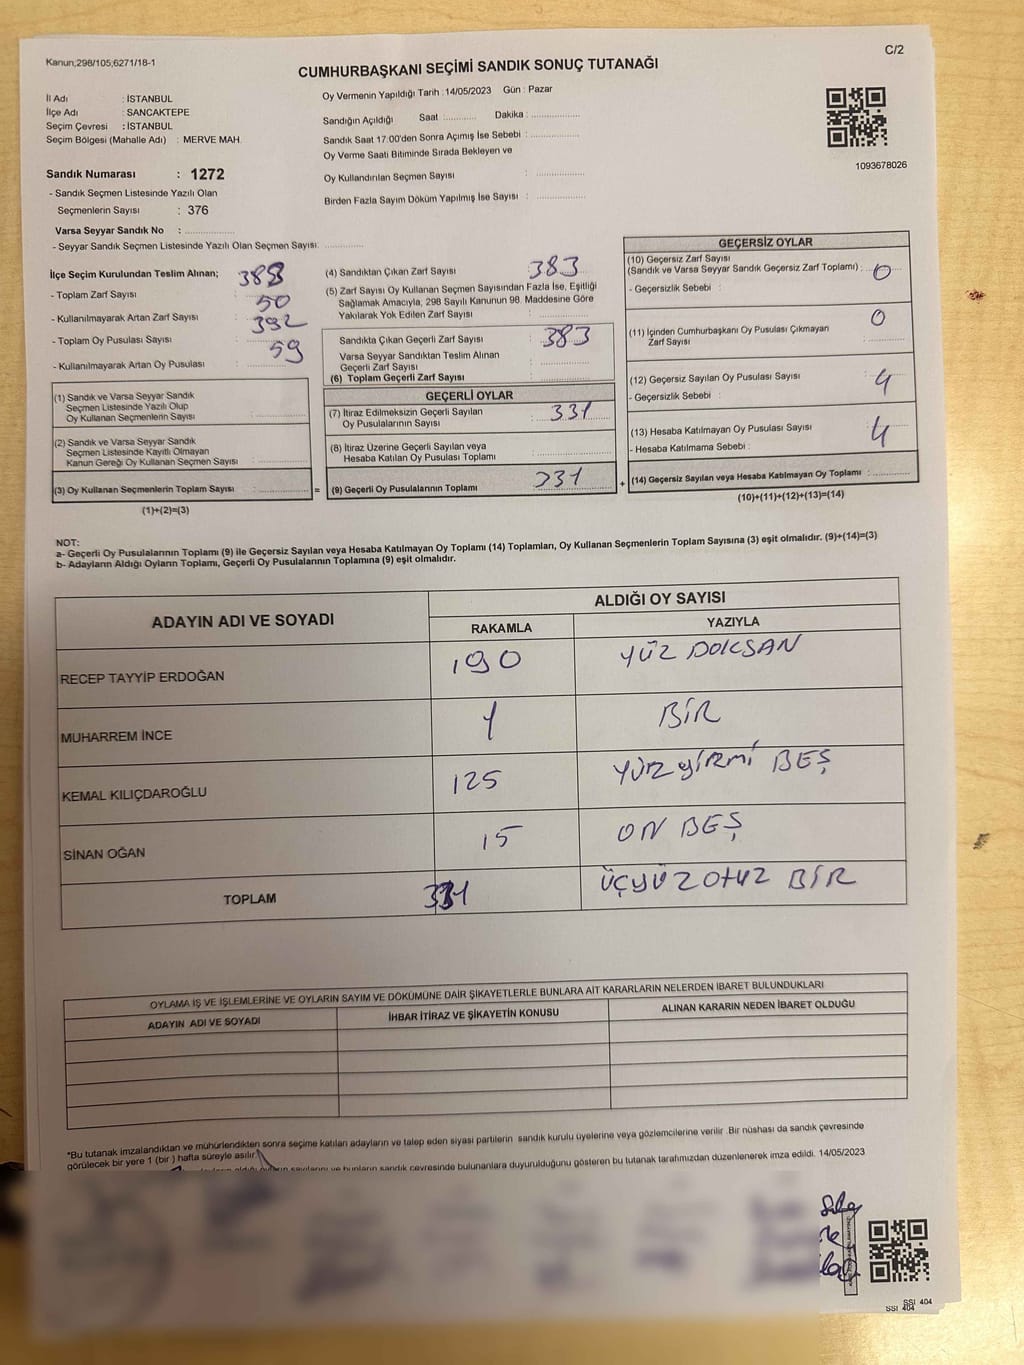 Kanun;298/105;6271/18-1
C/2
CUMHURBAŞKANI SEÇİMİ SANDIK SONUÇ TUTANAĞI
İl Adı : İSTANBUL
İlçe Adı : SANCAKTEPE
Seçim Çevresi : İSTANBUL
Seçim Bölgesi (Mahalle Adı) : MERVE MAH.
Oy Vermenin Yapıldığı Tarih :14/05/2023 Gün : Pazar
Sandığın Açıldığı Saat ............ Dakika : ................
Sandık Saat 17:00'den Sonra Açımış İse Sebebi : ................
Oy Verme Saati Bitiminde Sırada Bekleyen ve
Oy Kullandırılan Seçmen Sayısı : ................
Birden Fazla Sayım Döküm Yapılmış İse Sayısı : ................
1093678026
Sandık Numarası : 1272
- Sandık Seçmen Listesinde Yazılı Olan
Seçmenlerin Sayısı : 376
Varsa Seyyar Sandık No : ................
- Seyyar Sandık Seçmen Listesinde Yazılı Olan Seçmen Sayısı: ............
İlçe Seçim Kurulundan Teslim Alınan;
- Toplam Zarf Sayısı : 388
- Kullanılmayarak Artan Zarf Sayısı : 50
- Toplam Oy Pusulası Sayısı : 392
- Kullanılmayarak Artan Oy Pusulası : 59
(1) Sandık ve Varsa Seyyar Sandık
Seçmen Listesinde Yazılı Olup
Oy Kullanan Seçmenlerin Sayısı : ............
(2) Sandık ve Varsa Seyyar Sandık
Seçmen Listesinde Kayıtlı Olmayan
Kanun Gereği Oy Kullanan Seçmen Sayısı : ............
(3) Oy Kullanan Seçmenlerin Toplam Sayısı : ............ =
(1)+(2)=(3)
(4) Sandıktan Çıkan Zarf Sayısı : 383
(5) Zarf Sayısı Oy Kullanan Seçmen Sayısından Fazla İse, Eşitliği
Sağlamak Amacıyla, 298 Sayılı Kanunun 98. Maddesine Göre
Yakılarak Yok Edilen Zarf Sayısı : ............
Sandıkta Çıkan Geçerli Zarf Sayısı : 383
Varsa Seyyar Sandıktan Teslim Alınan
Geçerli Zarf Sayısı : ............
(6) Toplam Geçerli Zarf Sayısı : ............
GEÇERLİ OYLAR
(7) İtiraz Edilmeksizin Geçerli Sayılan
Oy Pusulalarının Sayısı : 331
(8) İtiraz Üzerine Geçerli Sayılan veya
Hesaba Katılan Oy Pusulası Toplamı : ............
(9) Geçerli Oy Pusulalarının Toplamı : 331 +
GEÇERSİZ OYLAR
(10) Geçersiz Zarf Sayısı
(Sandık ve Varsa Seyyar Sandık Geçersiz Zarf Toplamı) : 0
- Geçersizlik Sebebi :
(11) İçinden Cumhurbaşkanı Oy Pusulası Çıkmayan
Zarf Sayısı : 0
(12) Geçersiz Sayılan Oy Pusulası Sayısı : 4
- Geçersizlik Sebebi :
(13) Hesaba Katılmayan Oy Pusulası Sayısı : 4
- Hesaba Katılmama Sebebi :
(14) Geçersiz Sayılan veya Hesaba Katılmayan Oy Toplamı : ............
(10)+(11)+(12)+(13)=(14)
NOT:
a- Geçerli Oy Pusulalarının Toplamı (9) ile Geçersiz Sayılan veya Hesaba Katılmayan Oy Toplamı (14) Toplamları, Oy Kullanan Seçmenlerin Toplam Sayısına (3) eşit olmalıdır. (9)+(14)=(3)
b- Adayların Aldığı Oyların Toplamı, Geçerli Oy Pusulalarının Toplamına (9) eşit olmalıdır.
ADAYIN ADI VE SOYADI
ALDIĞI OY SAYISI
RAKAMLA YAZIYLA
RECEP TAYYİP ERDOĞAN 190 YÜZ DOKSAN
MUHARREM İNCE 1 BİR
KEMAL KILIÇDAROĞLU 125 YÜZ yİRMİ BEŞ
SİNAN OĞAN 15 ON BEŞ
TOPLAM 331 ÜÇYÜZ OTUZ BİR
OYLAMA İŞ VE İŞLEMLERİNE VE OYLARIN SAYIM VE DÖKÜMÜNE DAİR ŞİKAYETLERLE BUNLARA AİT KARARLARIN NELERDEN İBARET BULUNDUKLARI
ADAYIN ADI VE SOYADI İHBAR İTİRAZ VE ŞİKAYETİN KONUSU ALINAN KARARIN NEDEN İBARET OLDUĞU
*Bu tutanak imzalandıktan ve mühürlendikten sonra seçime katılan adayların ve talep eden siyasi partilerin sandık kurulu üyelerine veya gözlemcilerine verilir .Bir nüshası da sandık çevresinde
görülecek bir yere 1 (bir ) hafta süreyle asılır.
bunların sandık çevresinde bulunanlara duyurulduğunu gösteren bu tutanak tarafımızdan düzenlenerek imza edildi. 14/05/2023
SSI 404
SSI 404